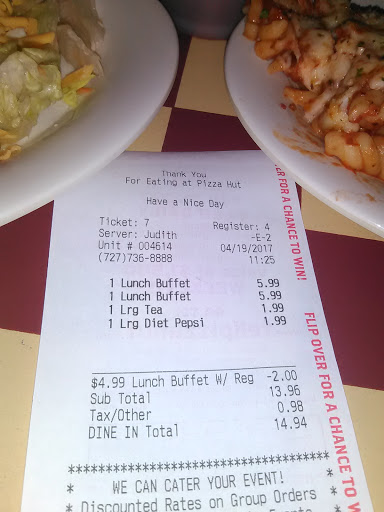 Thank You
For Eating at Pizza Hut
Have a Nice Day
Ticket: 7 Register: 4
Server: Judith -E-2
Unit # 004614 04/19/2017
(727)736-8888 11:25
1 Lunch Buffet 5.99
1 Lunch Buffet 5.99
1 Lrg Tea 1.99
1 Lrg Diet Pepsi 1.99
$4.99 Lunch Buffet W/ Reg -2.00
Sub Total 13.96
Tax/Other 0.98
DINE IN Total 14.94
************************************
* WE CAN CATER YOUR EVENT! *
* Discounted Rates on Group Orders *
ER FOR A CHANCE TO WIN!
FLIP OVER FOR A CHANCE TO W